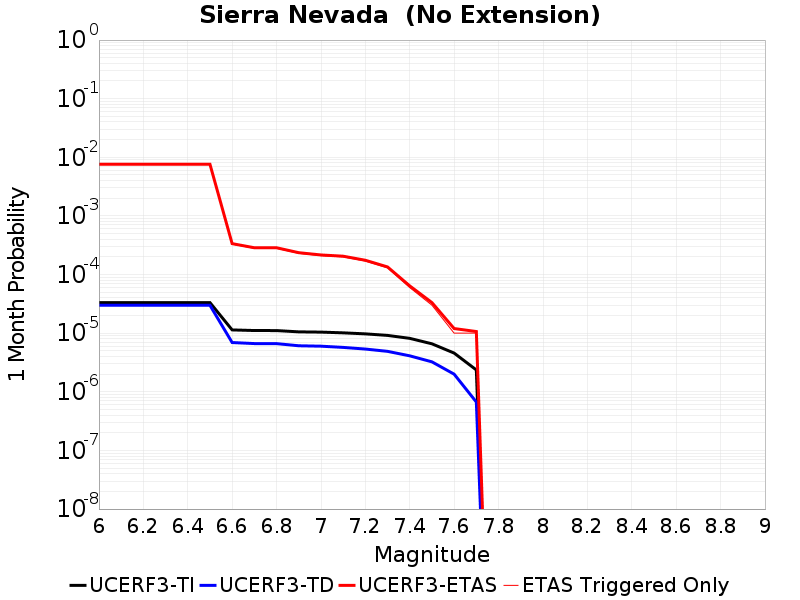 Sierra Nevada  (No Extension)
1 Month Probability
10^0
10^-1
10^-2
10^-3
10^-4
10^-5
10^-6
10^-7
10^-8
6 6.2 6.4 6.6 6.8 7 7.2 7.4 7.6 7.8 8 8.2 8.4 8.6 8.8 9
Magnitude
UCERF3-TI UCERF3-TD UCERF3-ETAS ETAS Triggered Only